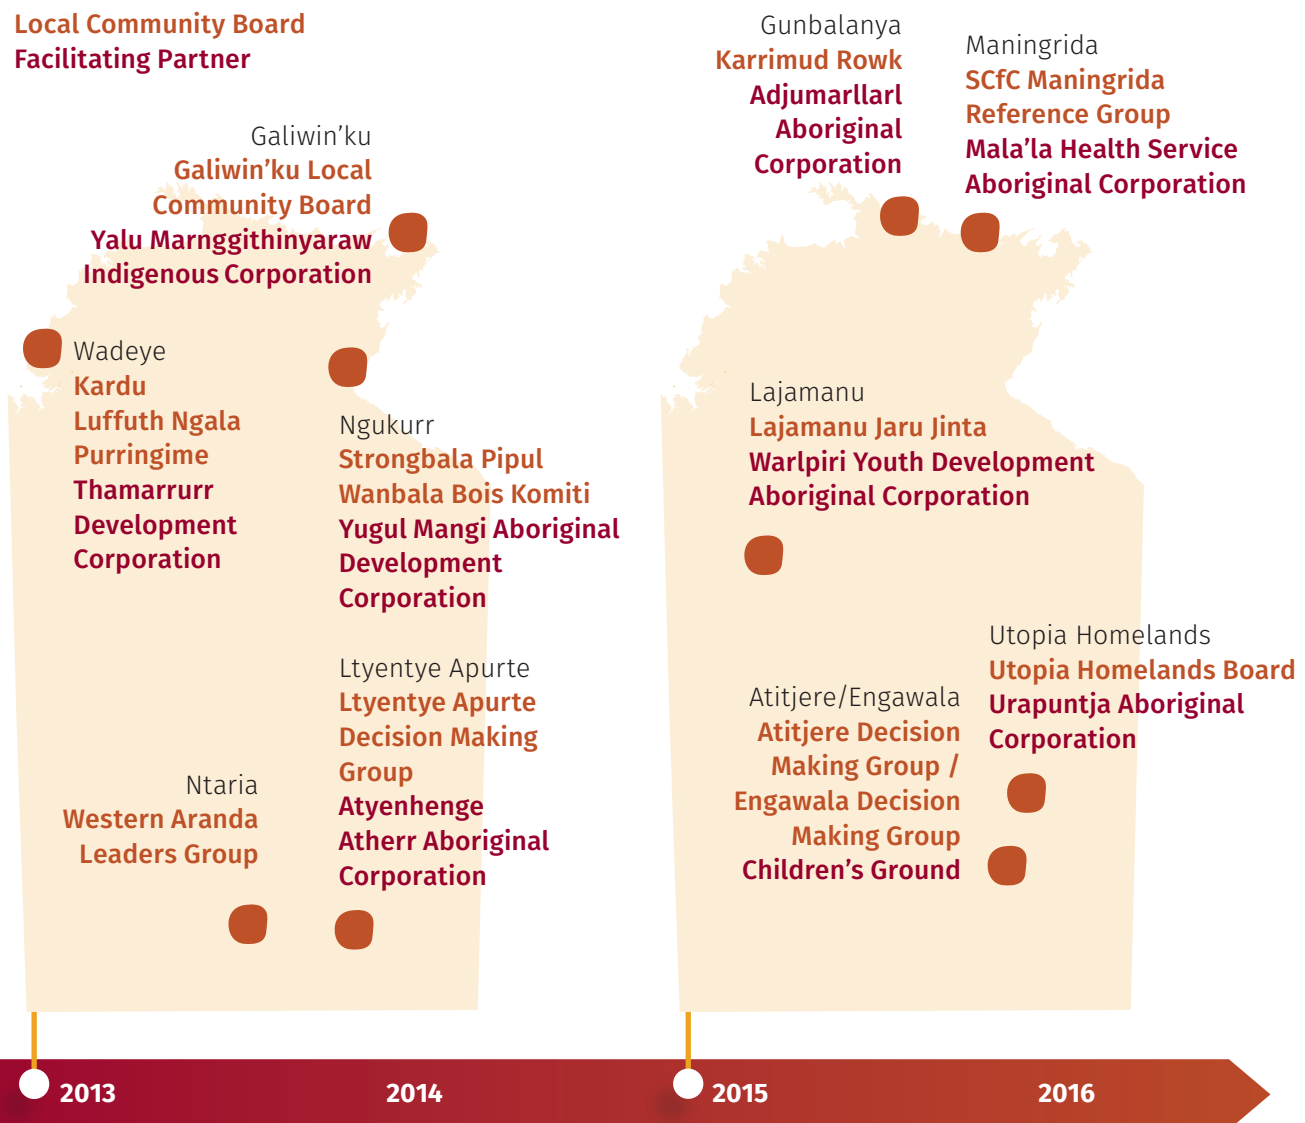 Local Community Board
Facilitating Partner
Galiwin’ku
Galiwin’ku Local
Community Board
Yalu Marnggithinyaraw
Indigenous Corporation
Wadeye
Kardu
Luffuth Ngala
Purringime
Thamarrurr
Development
Corporation
Ngukurr
Strongbala Pipul
Wanbala Bois Komiti
Yugul Mangi Aboriginal
Development
Corporation
Ltyentye Apurte
Ltyentye Apurte
Decision Making
Group
Atyenhenge
Atherr Aboriginal
Corporation
Ntaria
Western Aranda
Leaders Group
Gunbalanya
Karrimud Rowk
Adjumarllarl
Aboriginal
Corporation
Maningrida
SCfC Maningrida
Reference Group
Mala’la Health Service
Aboriginal Corporation
Lajamanu
Lajamanu Jaru Jinta
Warlpiri Youth Development
Aboriginal Corporation
Utopia Homelands
Utopia Homelands Board
Urapuntja Aboriginal
Corporation
Atitjere/Engawala
Atitjere Decision
Making Group /
Engawala Decision
Making Group
Children’s Ground
2013
2014
2015
2016